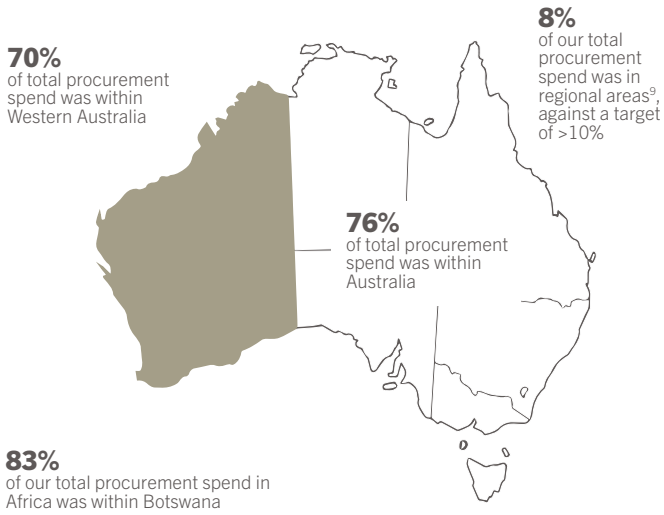 70%
of total procurement
spend was within
Western Australia
8%
of our total
procurement
spend was in
regional areas⁹,
against a target
of >10%
76%
of total procurement
spend was within
Australia
83%
of our total procurement spend in
Africa was within Botswana